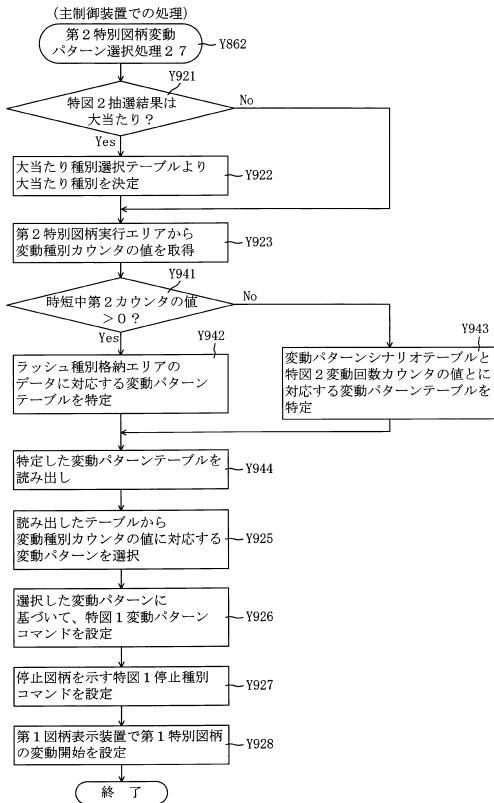 (主制御装置での処理)
第2特別図柄変動
パターン選択処理27
Y862
Y921
特図2抽選結果は
大当たり?
No
Yes
大当たり種別選択テーブルより
大当たり種別を決定
Y922
第2特別図柄実行エリアから
変動種別カウンタの値を取得
Y923
Y941
時短中第2カウンタの値
>0?
No
Yes
Y942
ラッシュ種別格納エリアの
データに対応する変動パターン
テーブルを特定
Y943
変動パターンシナリオテーブルと
特図2変動回数カウンタの値とに
対応する変動パターンテーブルを
特定
特定した変動パターンテーブルを
読み出し
Y944
読み出したテーブルから
変動種別カウンタの値に対応する
変動パターンを選択
Y925
選択した変動パターンに
基づいて、特図1変動パターン
コマンドを設定
Y926
停止図柄を示す特図1停止種別
コマンドを設定
Y927
第1図柄表示装置で第1特別図柄
の変動開始を設定
Y928
終 了